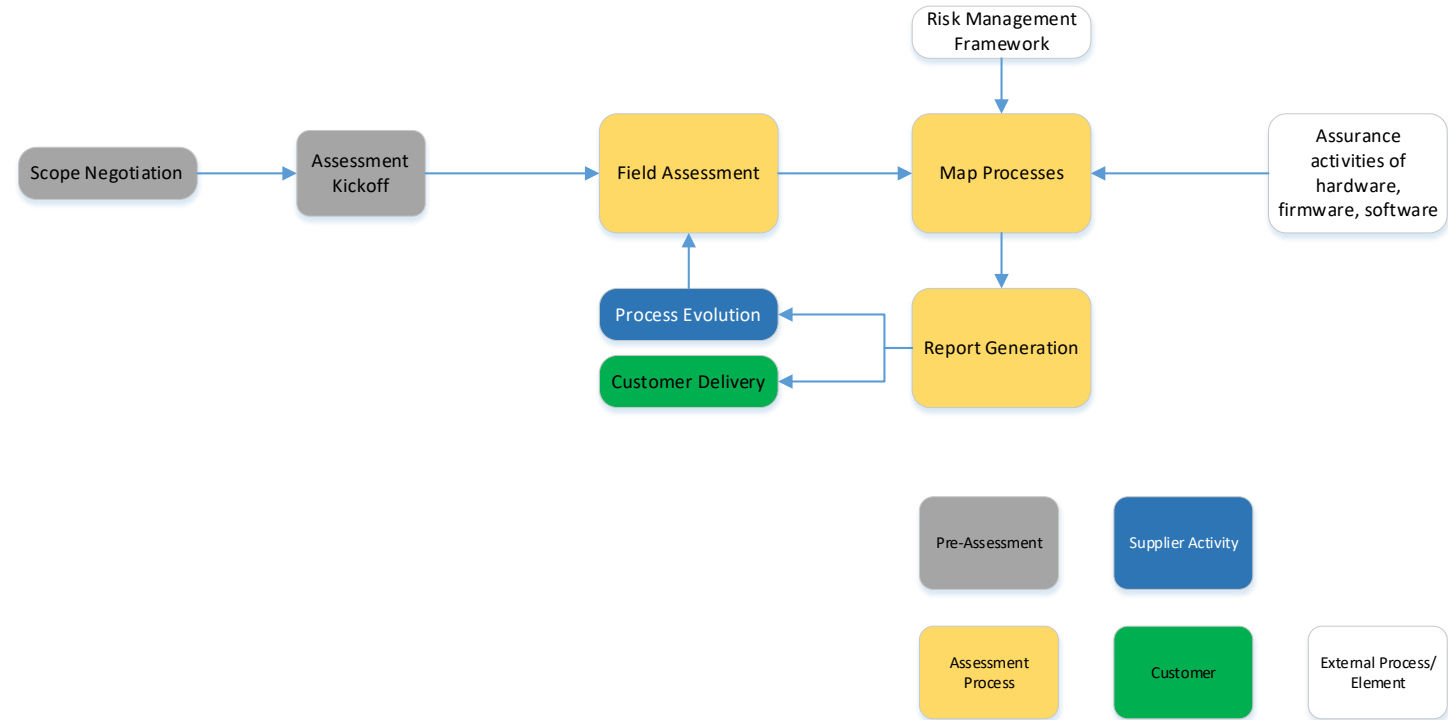 Risk Management
Framework
Scope Negotiation
Assessment
Kickoff
Field Assessment
Map Processes
Assurance
activities of
hardware,
firmware, software
Process Evolution
Customer Delivery
Report Generation
Pre-Assessment
Supplier Activity
Assessment
Process
Customer
External Process/
Element